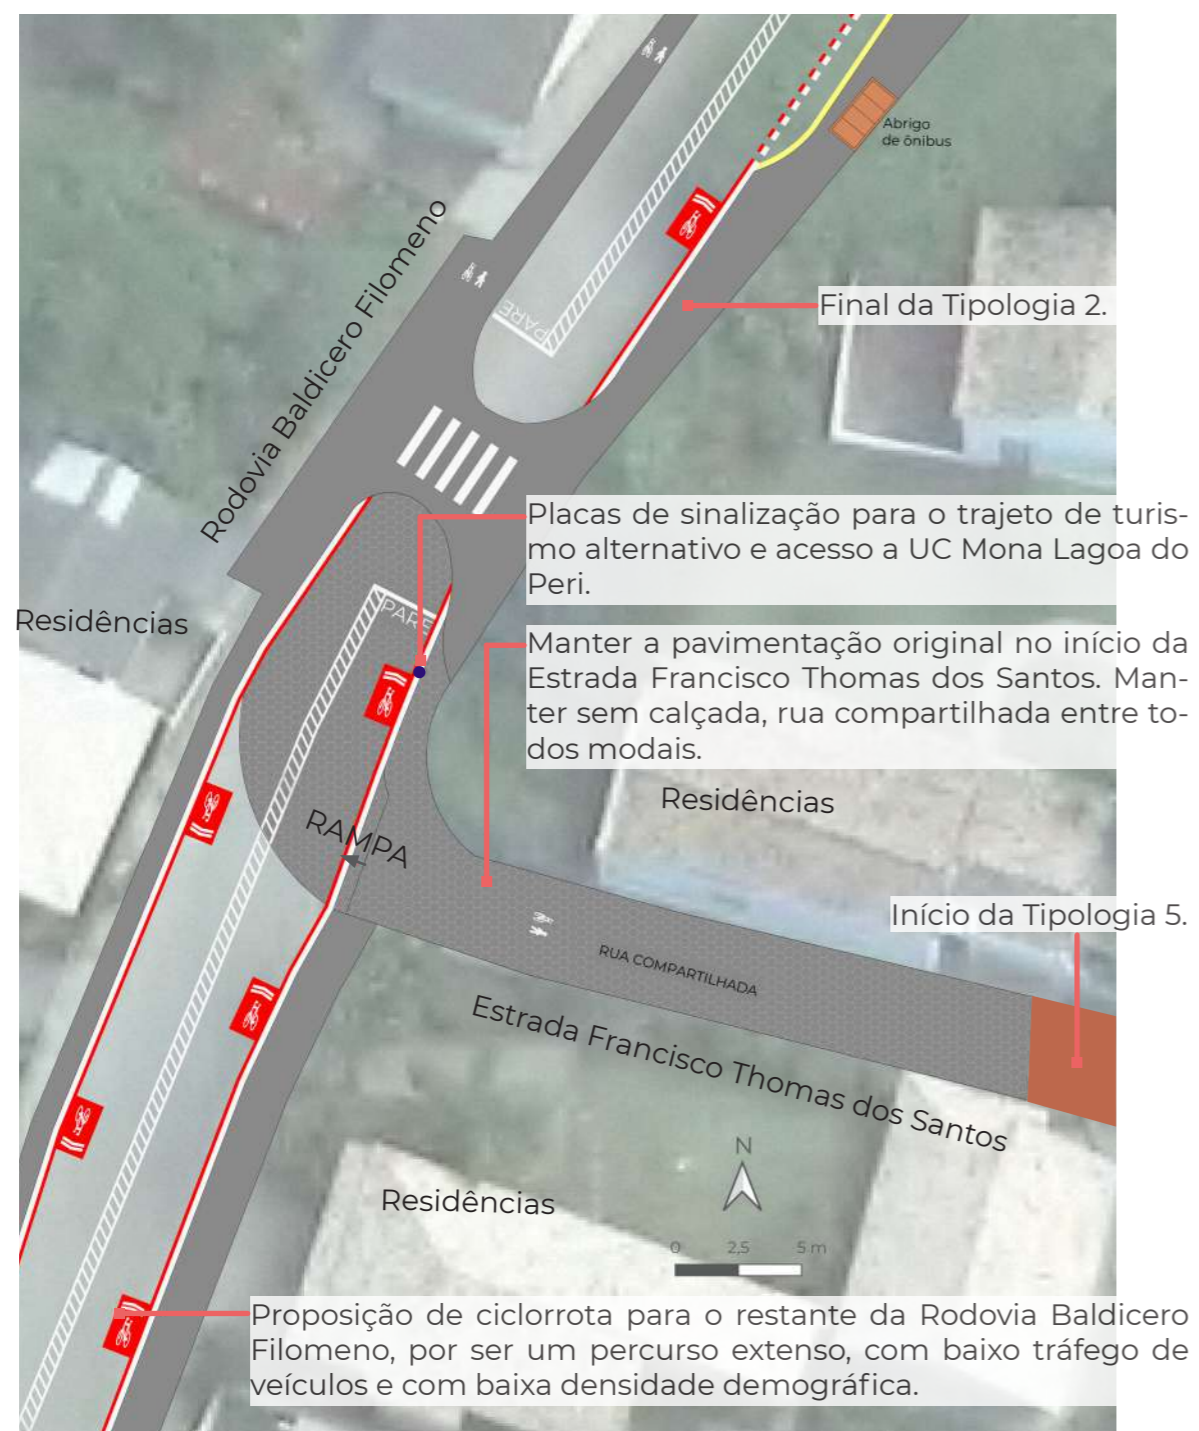 Abrigo
de ônibus
Rodovia Baldicero Filomeno
PARE
Final da Tipologia 2.
Placas de sinalização para o trajeto de turis-
mo alternativo e acesso a UC Mona Lagoa do
Peri.
PARE
Residências
Manter a pavimentação original no início da
Estrada Francisco Thomas dos Santos. Man-
ter sem calçada, rua compartilhada entre to-
dos modais.
Residências
RAMPA
Início da Tipologia 5.
RUA COMPARTILHADA
Estrada Francisco Thomas dos Santos
N
Residências
0 2,5 5 m
Proposição de ciclorrota para o restante da Rodovia Baldicero
Filomeno, por ser um percurso extenso, com baixo tráfego de
veículos e com baixa densidade demográfica.